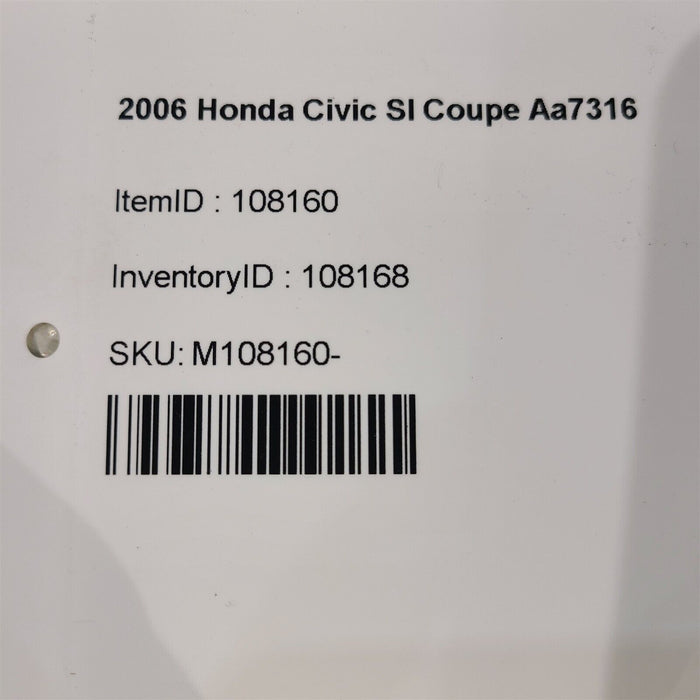 2006 Honda Civic SI Coupe Aa7316
ItemID : 108160
InventoryID : 108168
SKU: M108160-